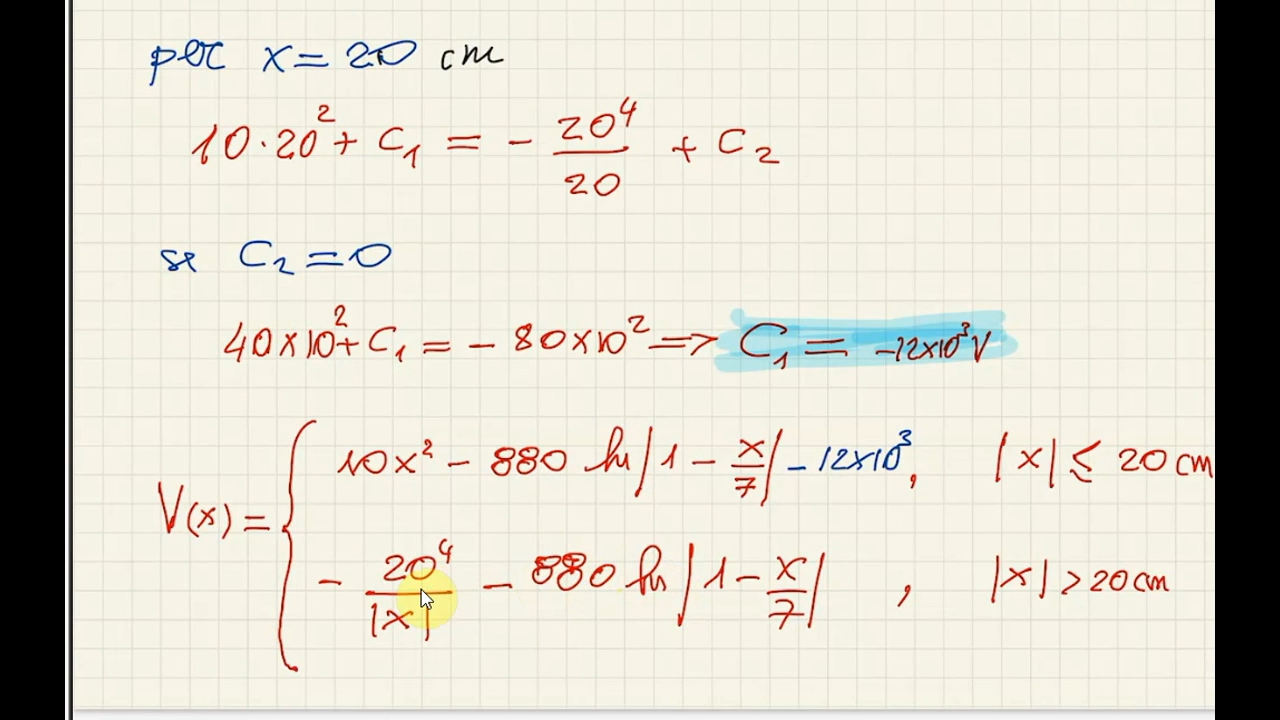 per x = 20 cm
10·20² + C₁ = - 20⁴/20 + C₂
se C₂ = 0
40×10² + C₁ = - 80×10² => C₁ = -12×10³ V
V(x) = { 10x² - 880 ln|1 - x/7| - 12×10³, |x| ≤ 20 cm
- 20⁴/|x| - 880 ln|1 - x/7| , |x| > 20 cm